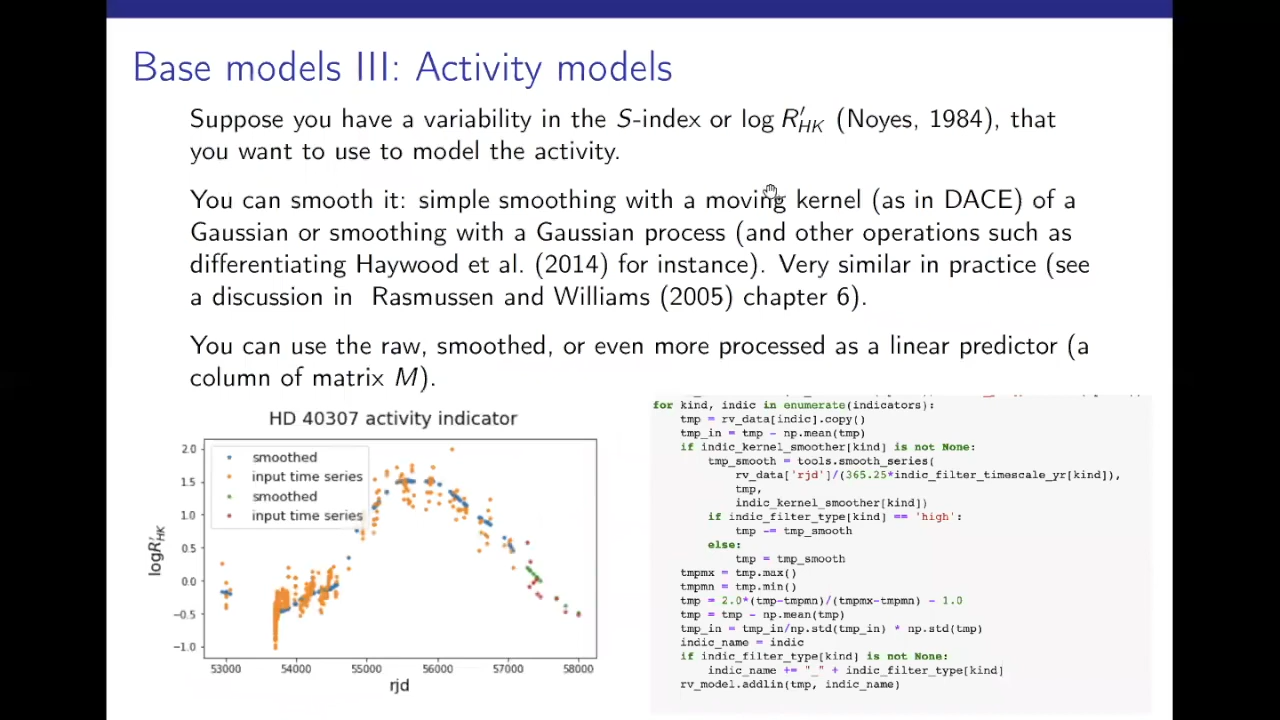 Base models III: Activity models
Suppose you have a variability in the S-index or log R′HK (Noyes, 1984), that
you want to use to model the activity.
You can smooth it: simple smoothing with a moving kernel (as in DACE) of a
Gaussian or smoothing with a Gaussian process (and other operations such as
differentiating Haywood et al. (2014) for instance). Very similar in practice (see
a discussion in Rasmussen and Williams (2005) chapter 6).
You can use the raw, smoothed, or even more processed as a linear predictor (a
column of matrix M).
HD 40307 activity indicator
smoothed
input time series
smoothed
input time series
2.0
1.5
1.0
0.5
0.0
−0.5
−1.0
logR′HK
53000 54000 55000 56000 57000 58000
rjd
for kind, indic in enumerate(indicators):
tmp = rv_data[indic].copy()
tmp_in = tmp - np.mean(tmp)
if indic_kernel_smoother[kind] is not None:
tmp_smooth = tools.smooth_series(
rv_data['rjd']/(365.25*indic_filter_timescale_yr[kind]),
tmp,
indic_kernel_smoother[kind])
if indic_filter_type[kind] == 'high':
tmp -= tmp_smooth
else:
tmp = tmp_smooth
tmpmx = tmp.max()
tmpmn = tmp.min()
tmp = 2.0*(tmp-tmpmn)/(tmpmx-tmpmn) - 1.0
tmp = tmp - np.mean(tmp)
tmp_in = tmp_in/np.std(tmp_in) * np.std(tmp)
indic_name = indic
if indic_filter_type[kind] is not None:
indic_name += "_" + indic_filter_type[kind]
rv_model.addlin(tmp, indic_name)